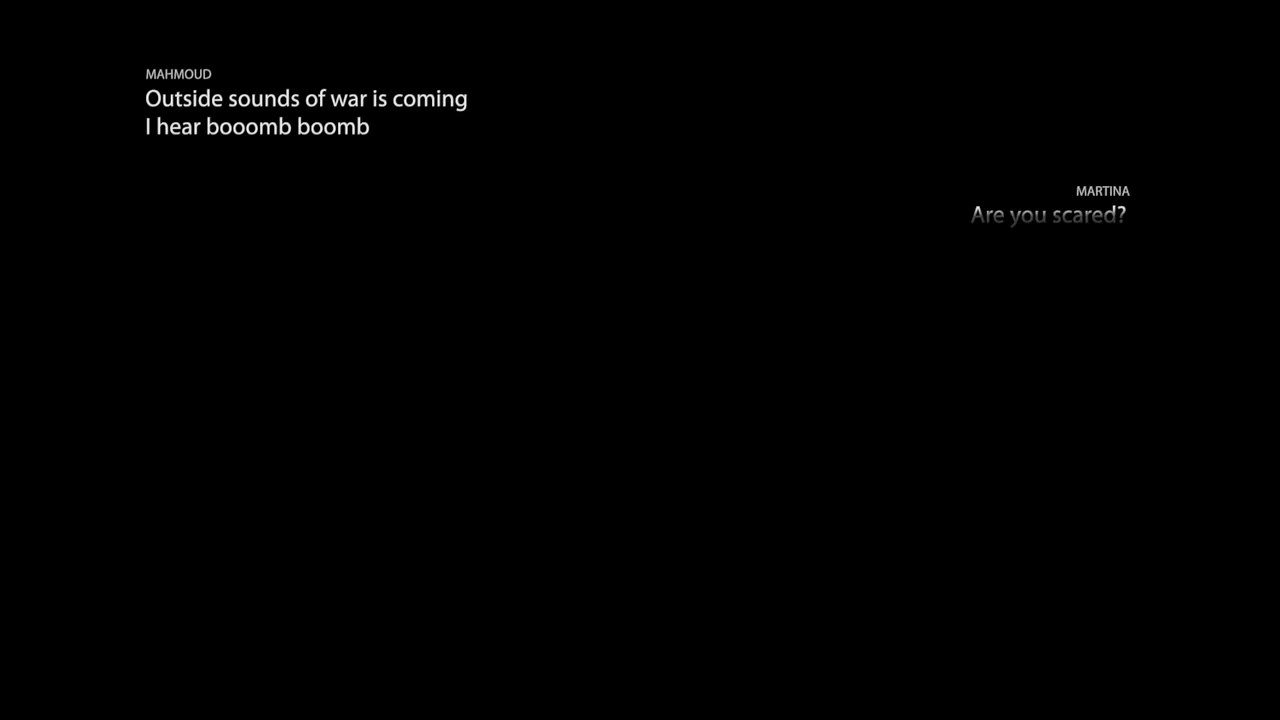 MAHMOUD
Outside sounds of war is coming
I hear booomb boomb
MARTINA
Are you scared?